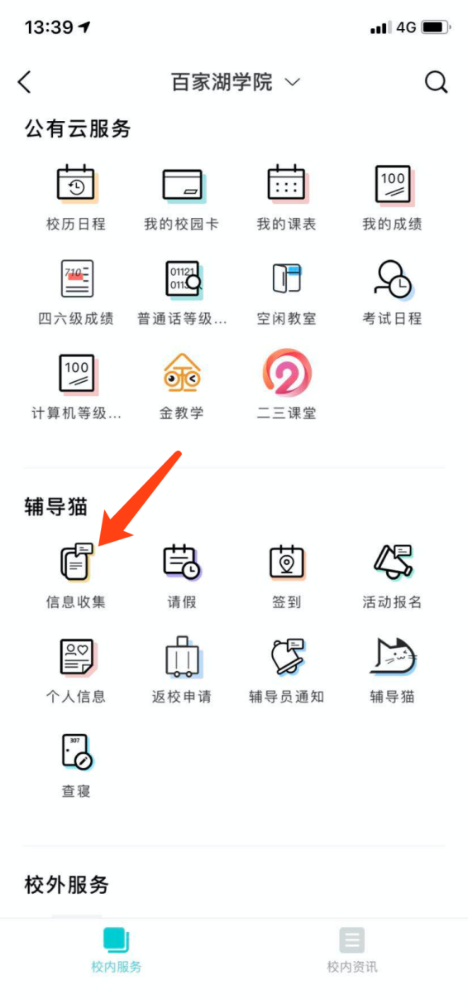 13:39 4G
百家湖学院
公有云服务
100
校历日程 我的校园卡 我的课表 我的成绩
710 01121
四六级成绩 普通话等级... 空闲教室 考试日程
100
计算机等级... 金教学 二三课堂
辅导猫
信息收集 请假 签到 活动报名
个人信息 返校申请 辅导员通知 辅导猫
307
查寝
校外服务
校内服务 校内资讯